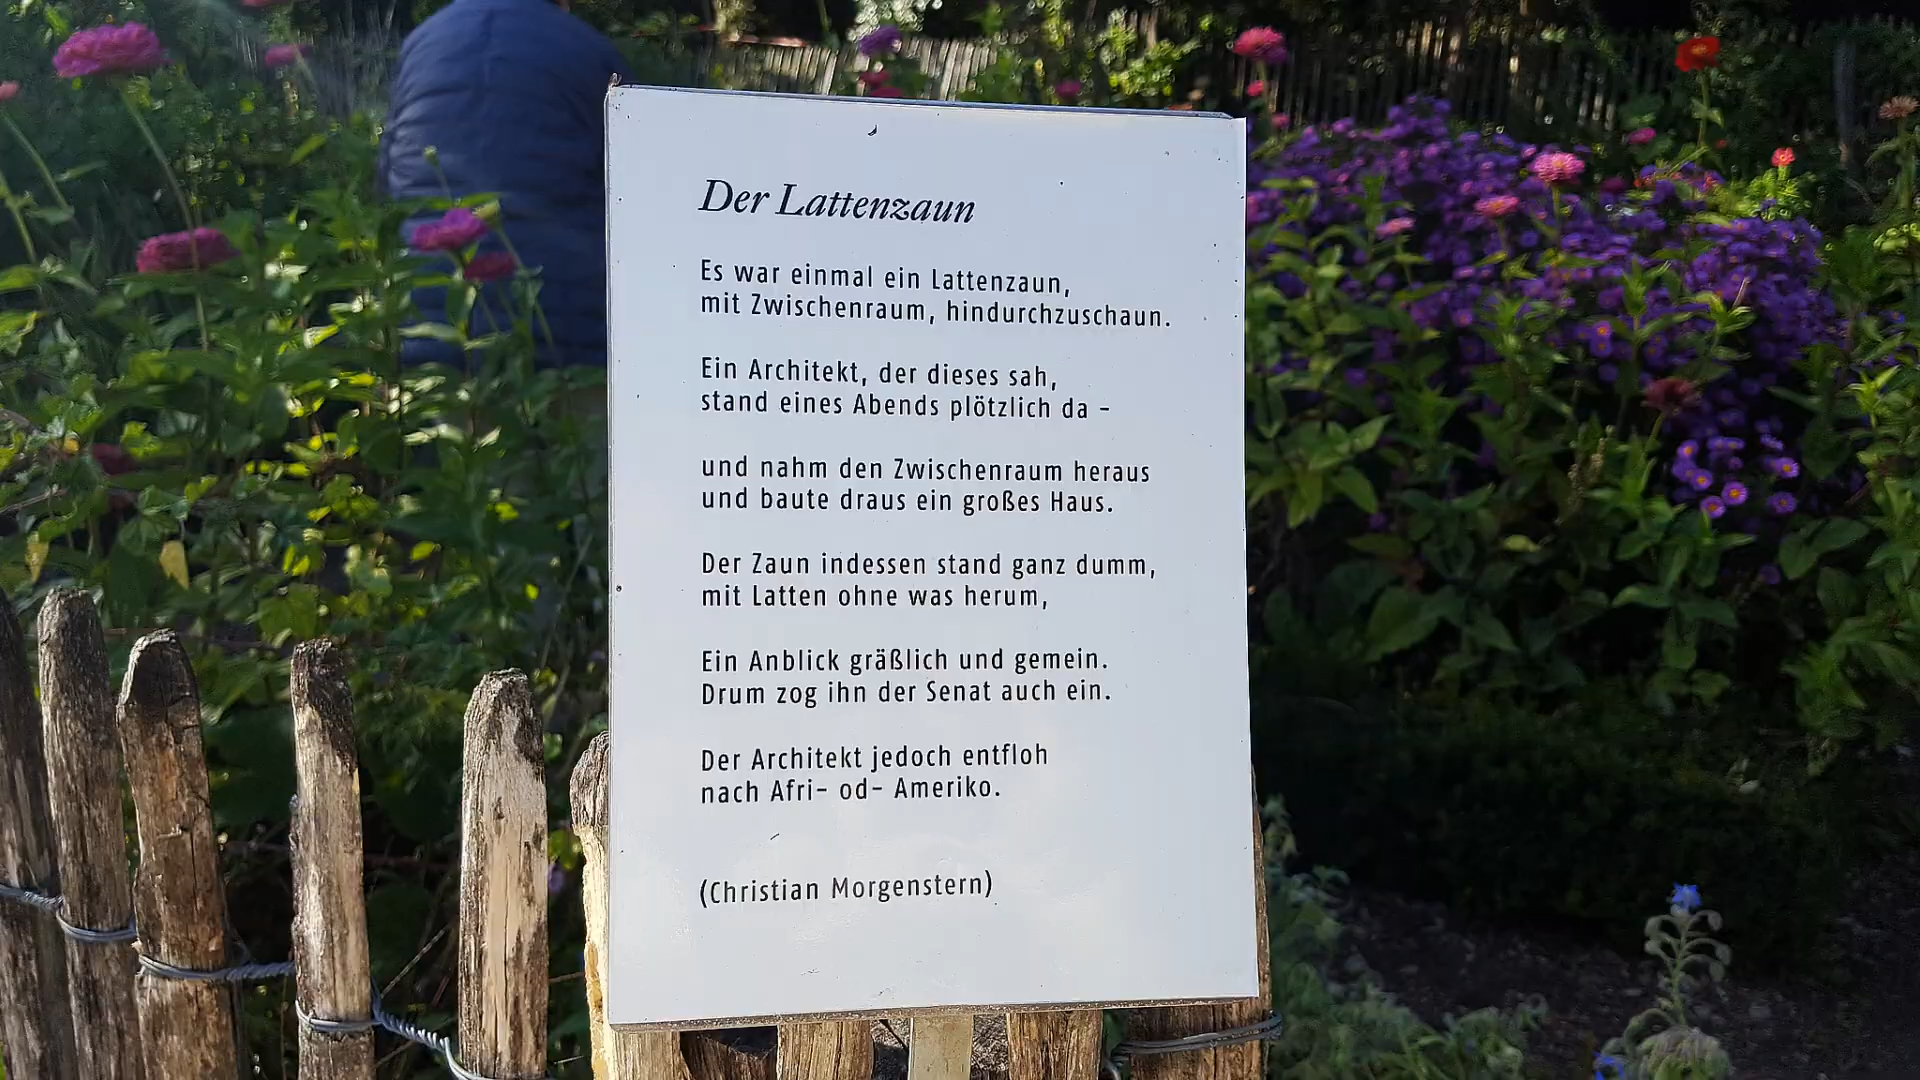 Der Lattenzaun
Es war einmal ein Lattenzaun,
mit Zwischenraum, hindurchzuschaun.
Ein Architekt, der dieses sah,
stand eines Abends plötzlich da –
und nahm den Zwischenraum heraus
und baute draus ein großes Haus.
Der Zaun indessen stand ganz dumm,
mit Latten ohne was herum,
Ein Anblick gräßlich und gemein.
Drum zog ihn der Senat auch ein.
Der Architekt jedoch entfloh
nach Afri– od– Ameriko.
(Christian Morgenstern)